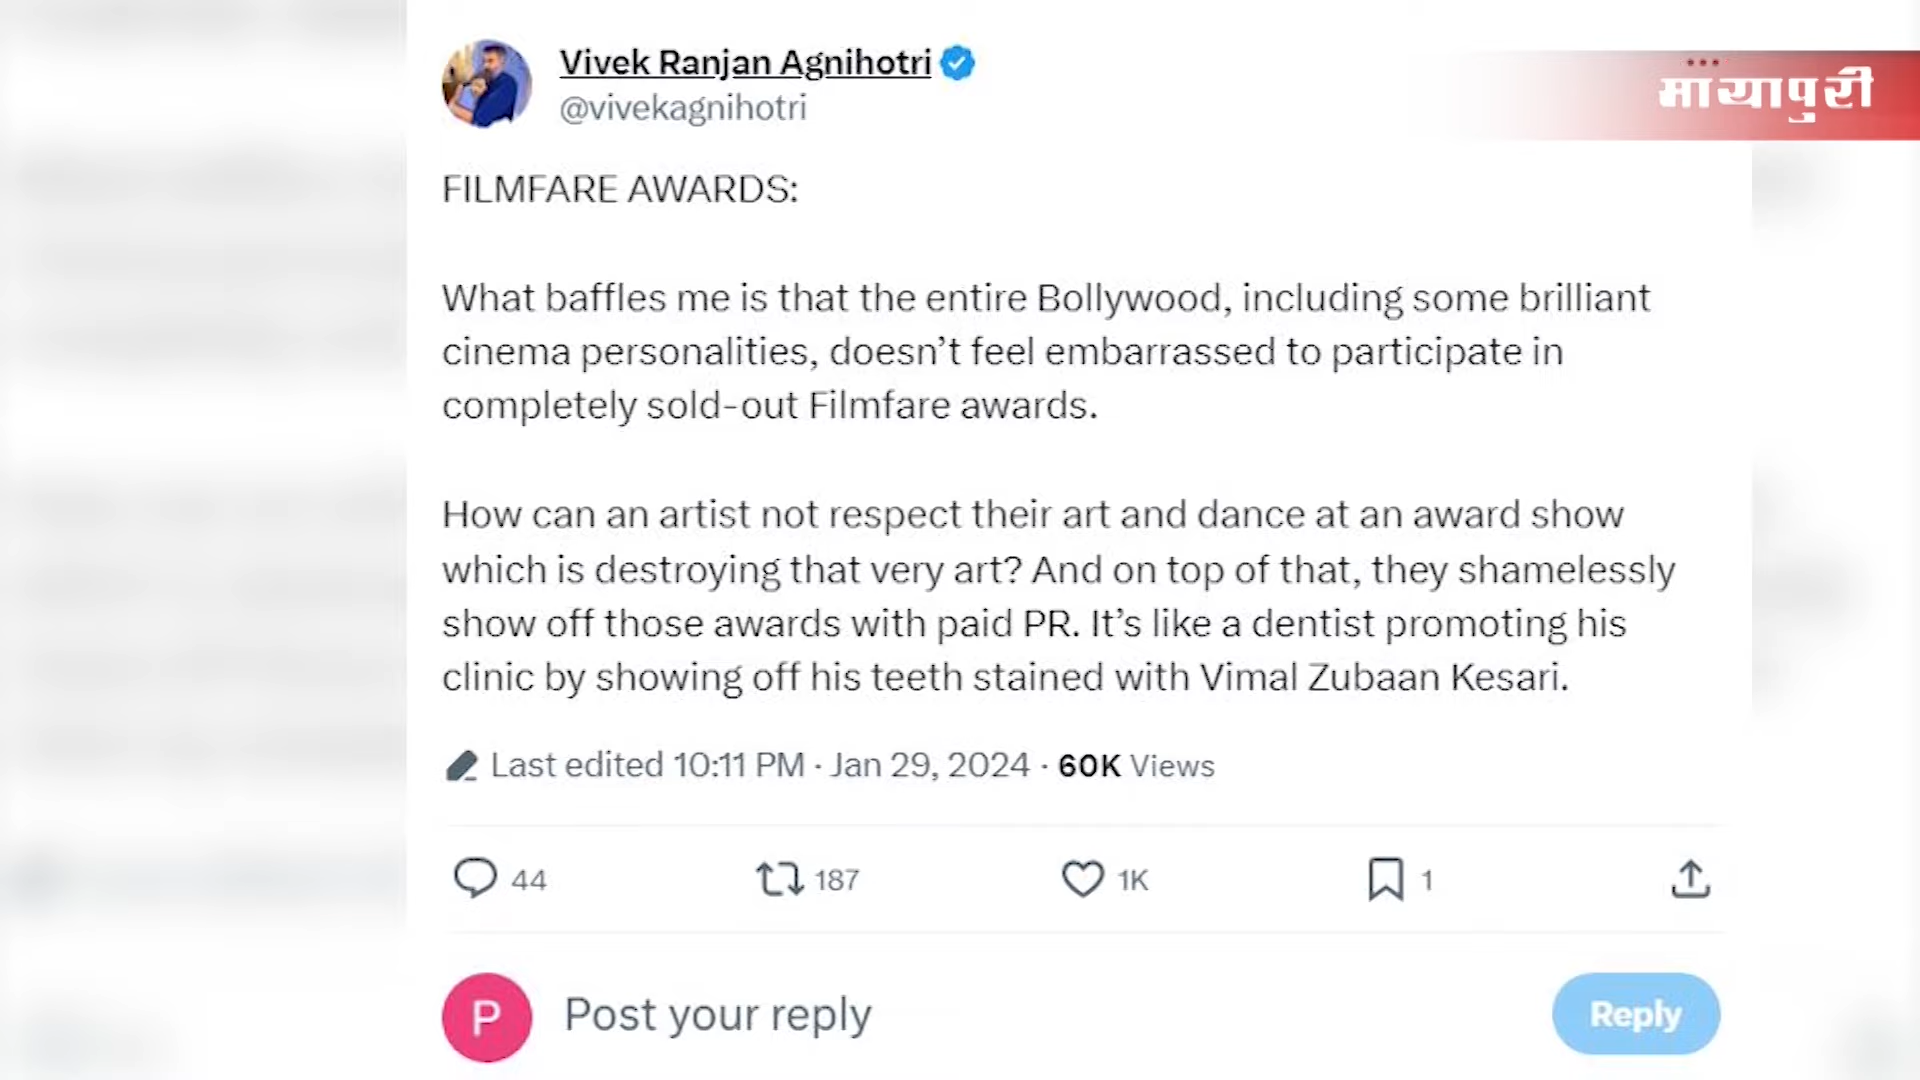 Vivek Ranjan Agnihotri
@vivekagnihotri
मायापुरी
FILMFARE AWARDS:
What baffles me is that the entire Bollywood, including some brilliant
cinema personalities, doesn’t feel embarrassed to participate in
completely sold-out Filmfare awards.
How can an artist not respect their art and dance at an award show
which is destroying that very art? And on top of that, they shamelessly
show off those awards with paid PR. It’s like a dentist promoting his
clinic by showing off his teeth stained with Vimal Zubaan Kesari.
Last edited 10:11 PM · Jan 29, 2024 · 60K Views
44 187 1K 1
P Post your reply Reply